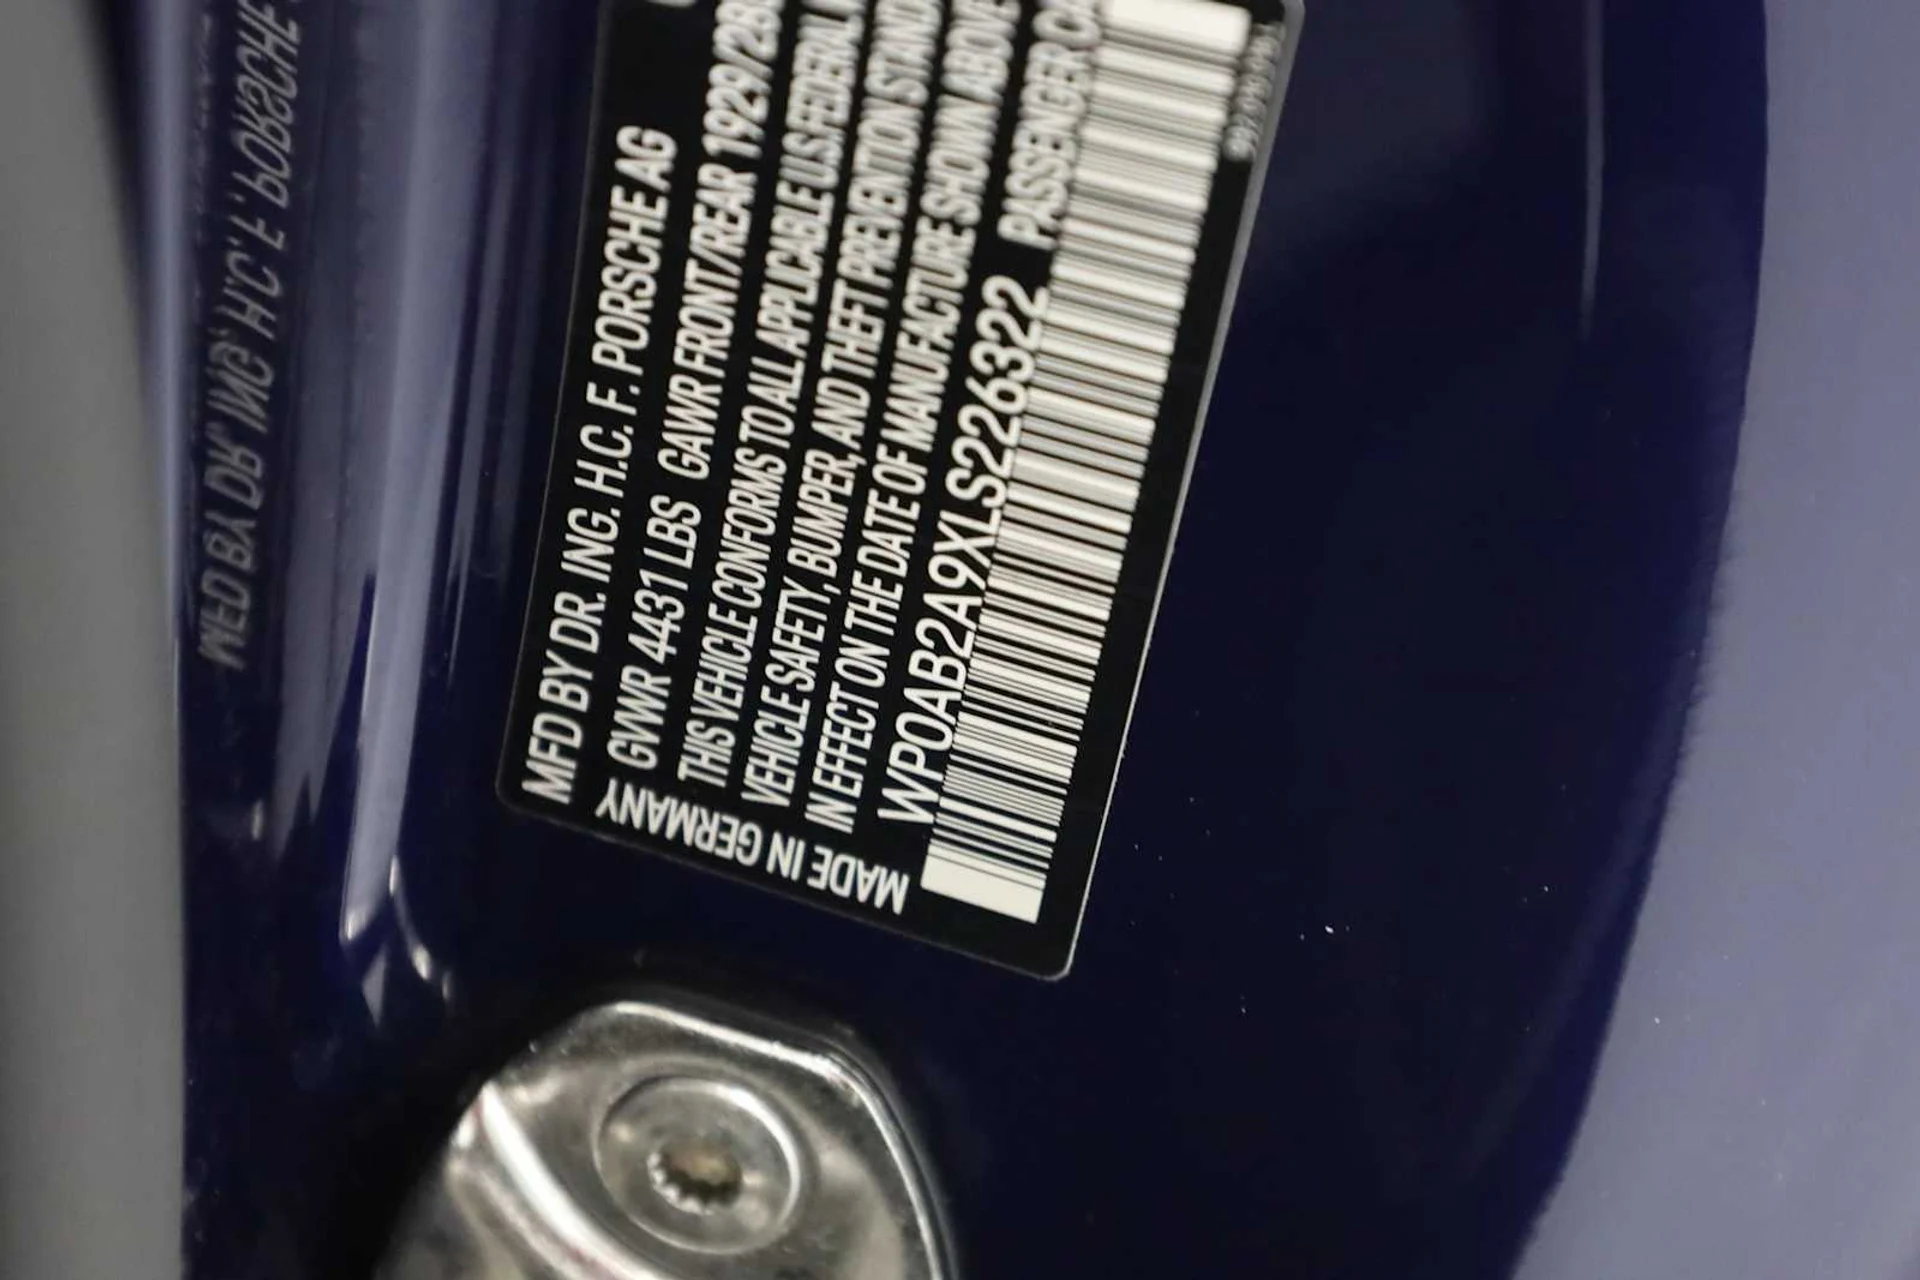 MFD BY DR. ING. H.C. F. PORSCHE AG
GVWR 4431 LBS GAWR FRONT/REAR 1929/28
THIS VEHICLE CONFORMS TO ALL APPLICABLE U.S. FEDERAL
VEHICLE SAFETY, BUMPER, AND THEFT PREVENTION STAND
IN EFFECT ON THE DATE OF MANUFACTURE SHOWN ABOVE
WP0AB2A9XLS226322 PASSENGER CA
MADE IN GERMANY